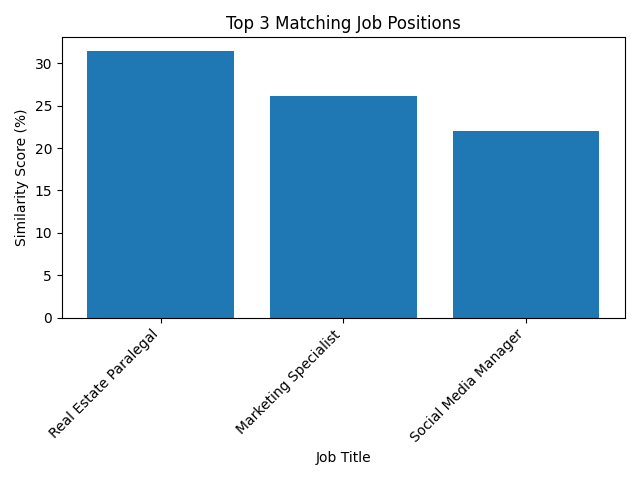 Top 3 Matching Job Positions
Similarity Score (%)
30
25
20
15
10
5
0
Real Estate Paralegal
Marketing Specialist
Social Media Manager
Job Title